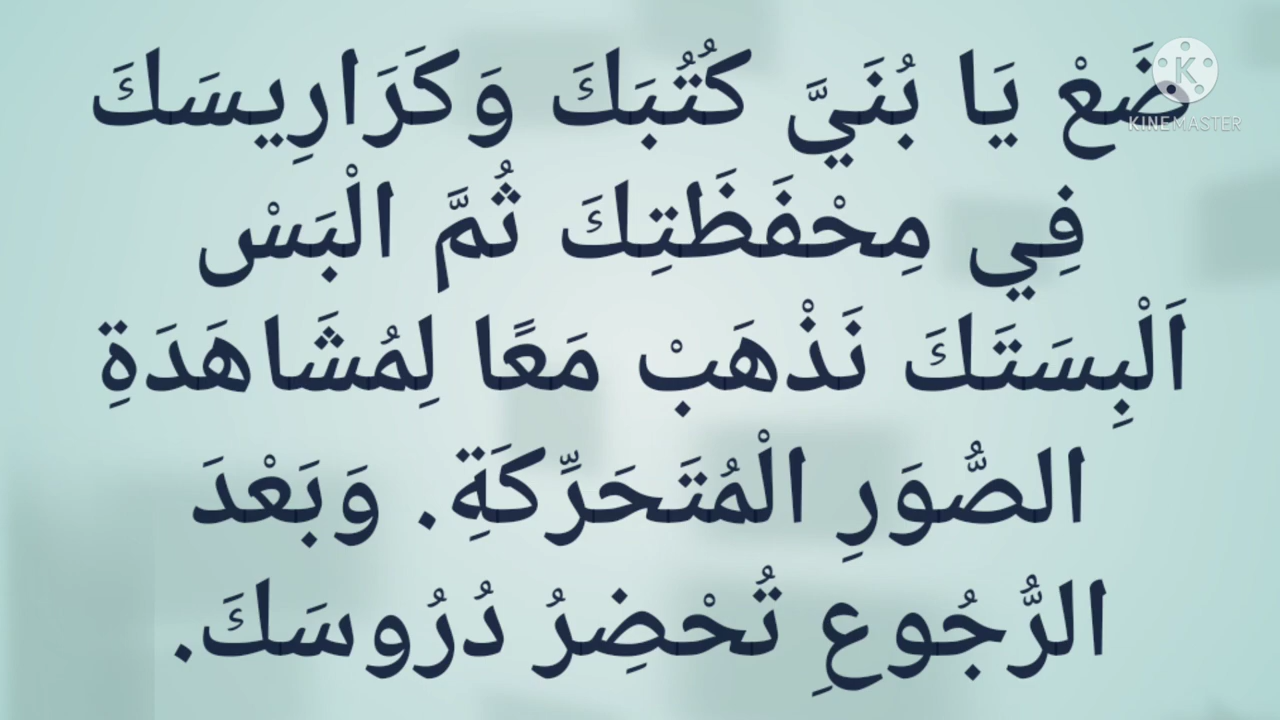 ضَعْ يَا بُنَيَّ كُتُبَكَ وَكَرَارِيسَكَ
فِي مِحْفَظَتِكَ ثُمَّ الْبَسْ
اَلْبِسَتَكَ نَذْهَبْ مَعًا لِمُشَاهَدَةِ
الصُّوَرِ الْمُتَحَرِّكَةِ. وَبَعْدَ
الرُّجُوعِ تُحْضِرُ دُرُوسَكَ.
K
KINEMASTER